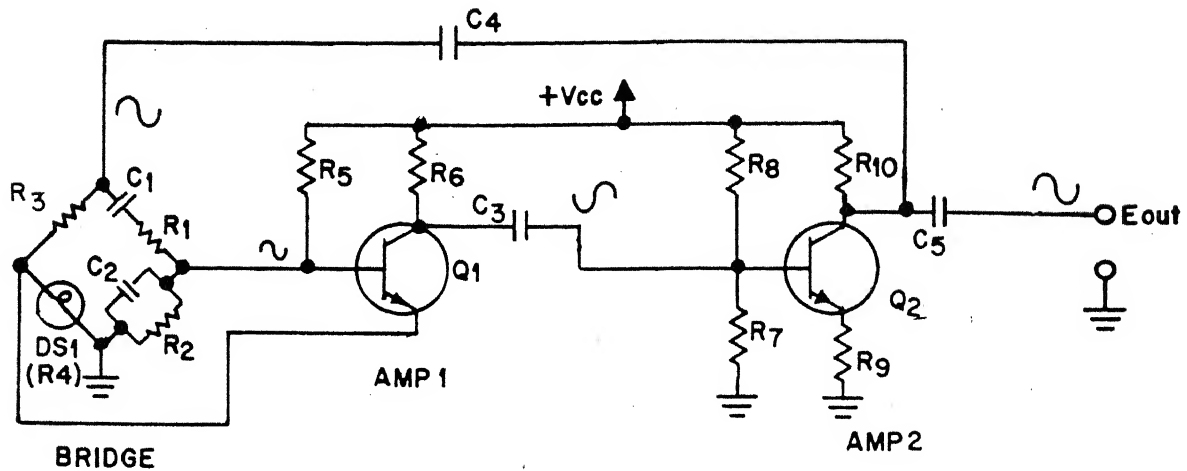 C4
+Vcc
R3
C1
R1
C2
R2
DS1
(R4)
R5
R6
C3
Q1
R8
R10
R7
Q2
R9
C5
Eout
AMP 1
AMP 2
BRIDGE